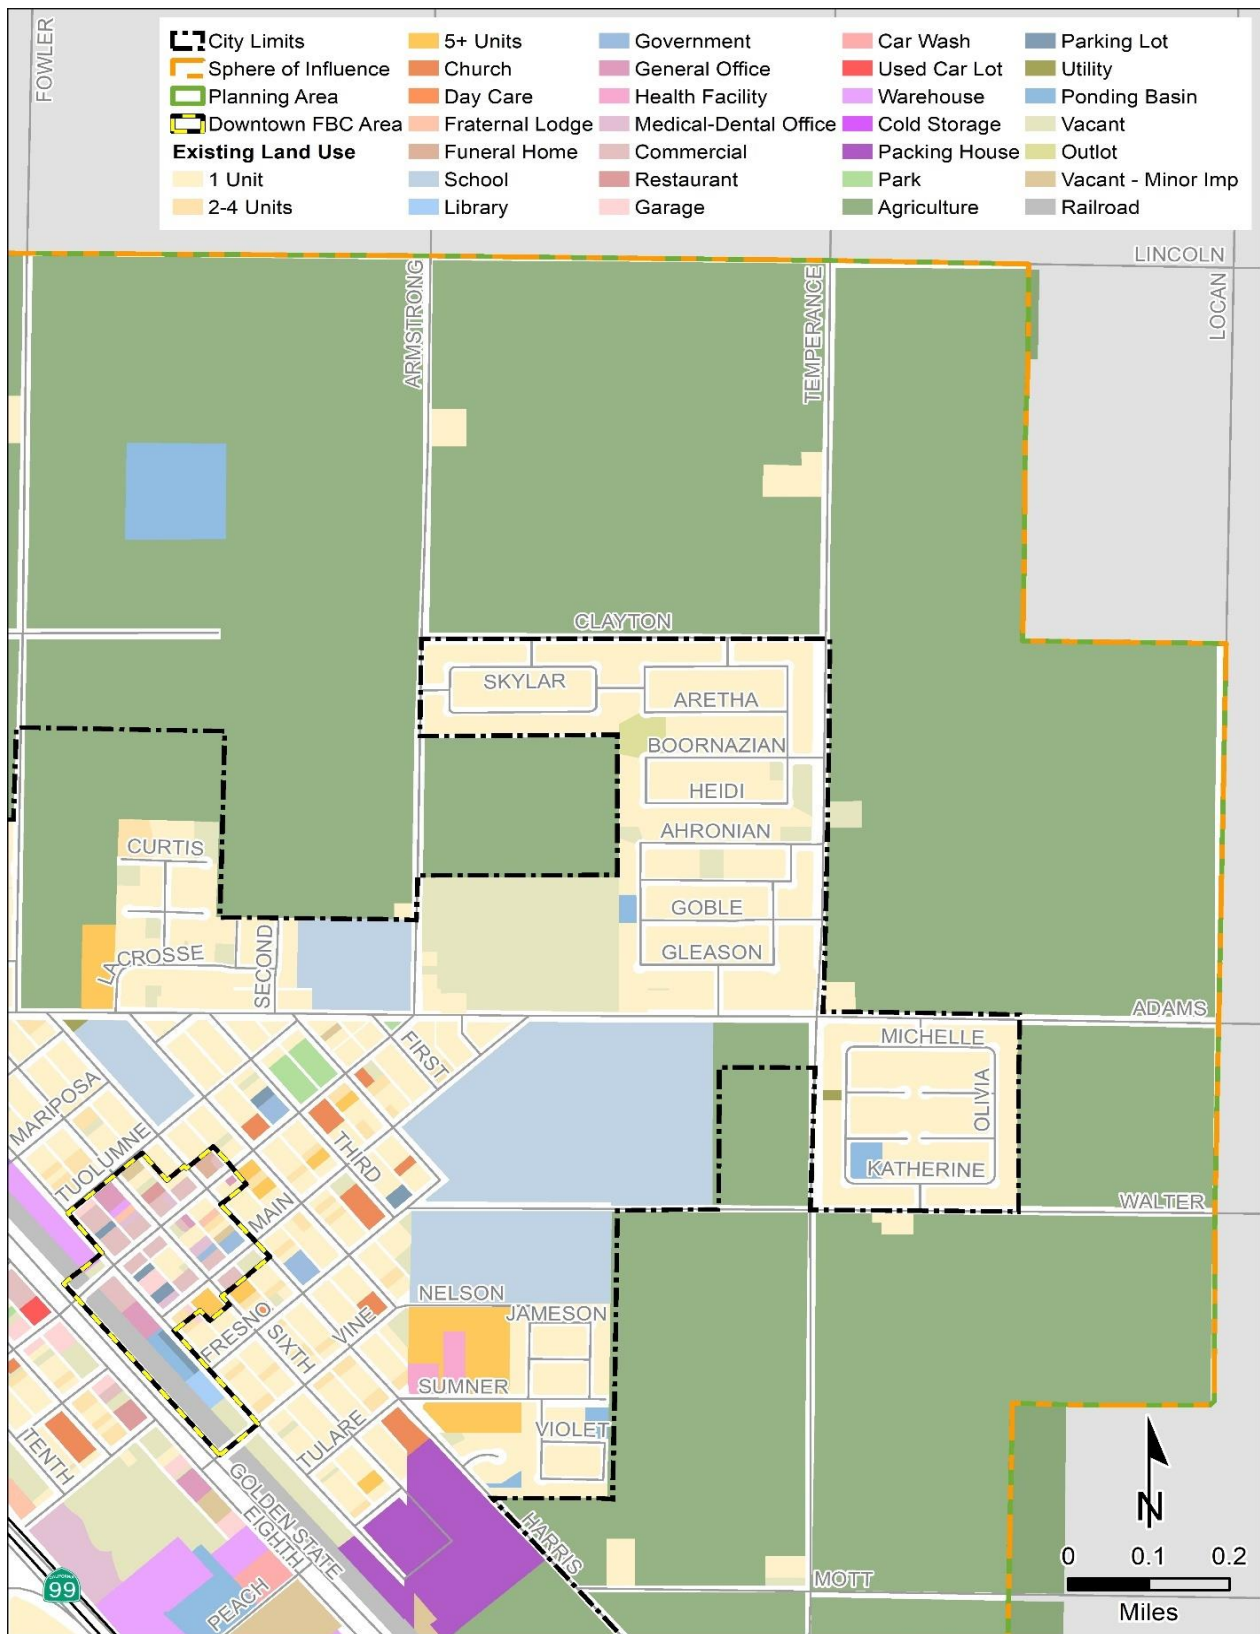 FOWLER
City Limits
Sphere of Influence
Planning Area
Downtown FBC Area
Existing Land Use
1 Unit
2-4 Units
5+ Units
Church
Day Care
Fraternal Lodge
Funeral Home
School
Library
Government
General Office
Health Facility
Medical-Dental Office
Commercial
Restaurant
Garage
Car Wash
Used Car Lot
Warehouse
Cold Storage
Packing House
Park
Agriculture
Parking Lot
Utility
Ponding Basin
Vacant
Outlot
Vacant - Minor Imp
Railroad
LINCOLN
LOCAN
ARMSTRONG
TEMPERANCE
CLAYTON
SKYLAR
ARETHA
BOORNAZIAN
HEIDI
AHRONIAN
CURTIS
GOBLE
GLEASON
LACROSSE
SECOND
ADAMS
MICHELLE
OLIVIA
KATHERINE
FIRST
MARIPOSA
TUOLUMNE
THIRD
MAIN
WALTER
NELSON
JAMESON
FRESNO
SIXTH
VINE
SUMNER
VIOLET
TULARE
TENTH
GOLDEN STATE
EIGHTH
HARRIS
PEACH
MOTT
CALIFORNIA
99
N
0 0.1 0.2
Miles